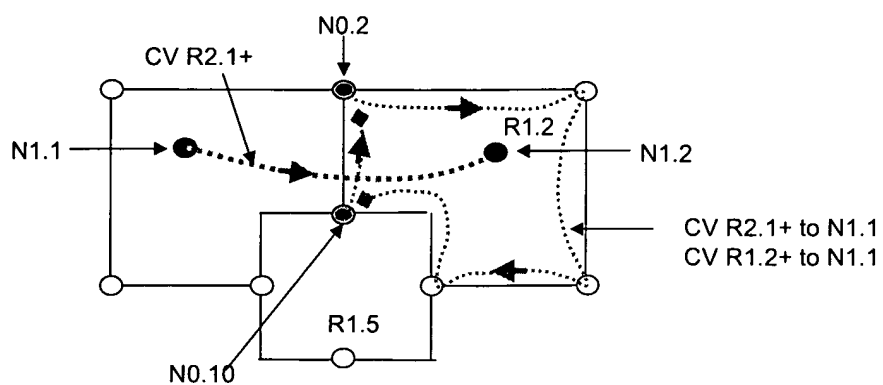 N0.2
CV R2.1+
R1.2
N1.1
N1.2
CV R2.1+ to N1.1
CV R1.2+ to N1.1
R1.5
N0.10